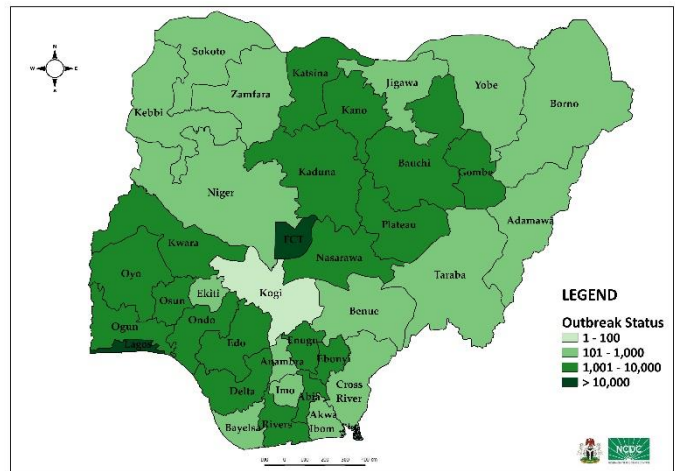 N
W
E
S
Sokoto
Katsina
Jigawa
Yobe
Borno
Zamfara
Kano
Kebbi
Bauchi
Gombe
Kaduna
Niger
Adamawa
Plateau
FCT
Kwara
Nasarawa
Taraba
Oyo
Kogi
Ekiti
Benue
Osun
Ondo
Ogun
Edo
Enugu
Lagos
Ebonyi
Anambra
Cross
River
Delta
Imo
Abia
Akwa
Ibom
Bayelsa
Rivers
LEGEND
Outbreak Status
1 - 100
101 - 1,000
1,001 - 10,000
> 10,000
NCDC